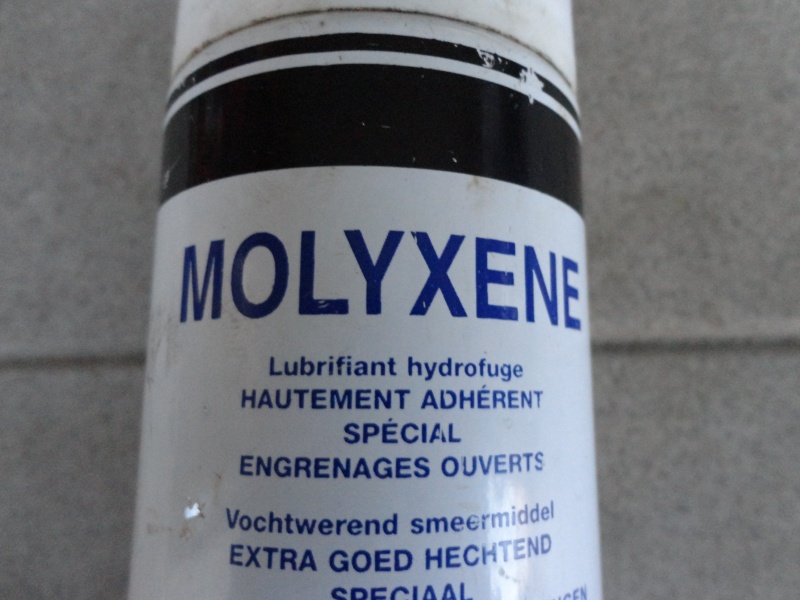 MOLYXENE
Lubrifiant hydrofuge
HAUTEMENT ADHÉRENT
SPÉCIAL
ENGRENAGES OUVERTS
Vochtwerend smeermiddel
EXTRA GOED HECHTEND
SPECIAAL